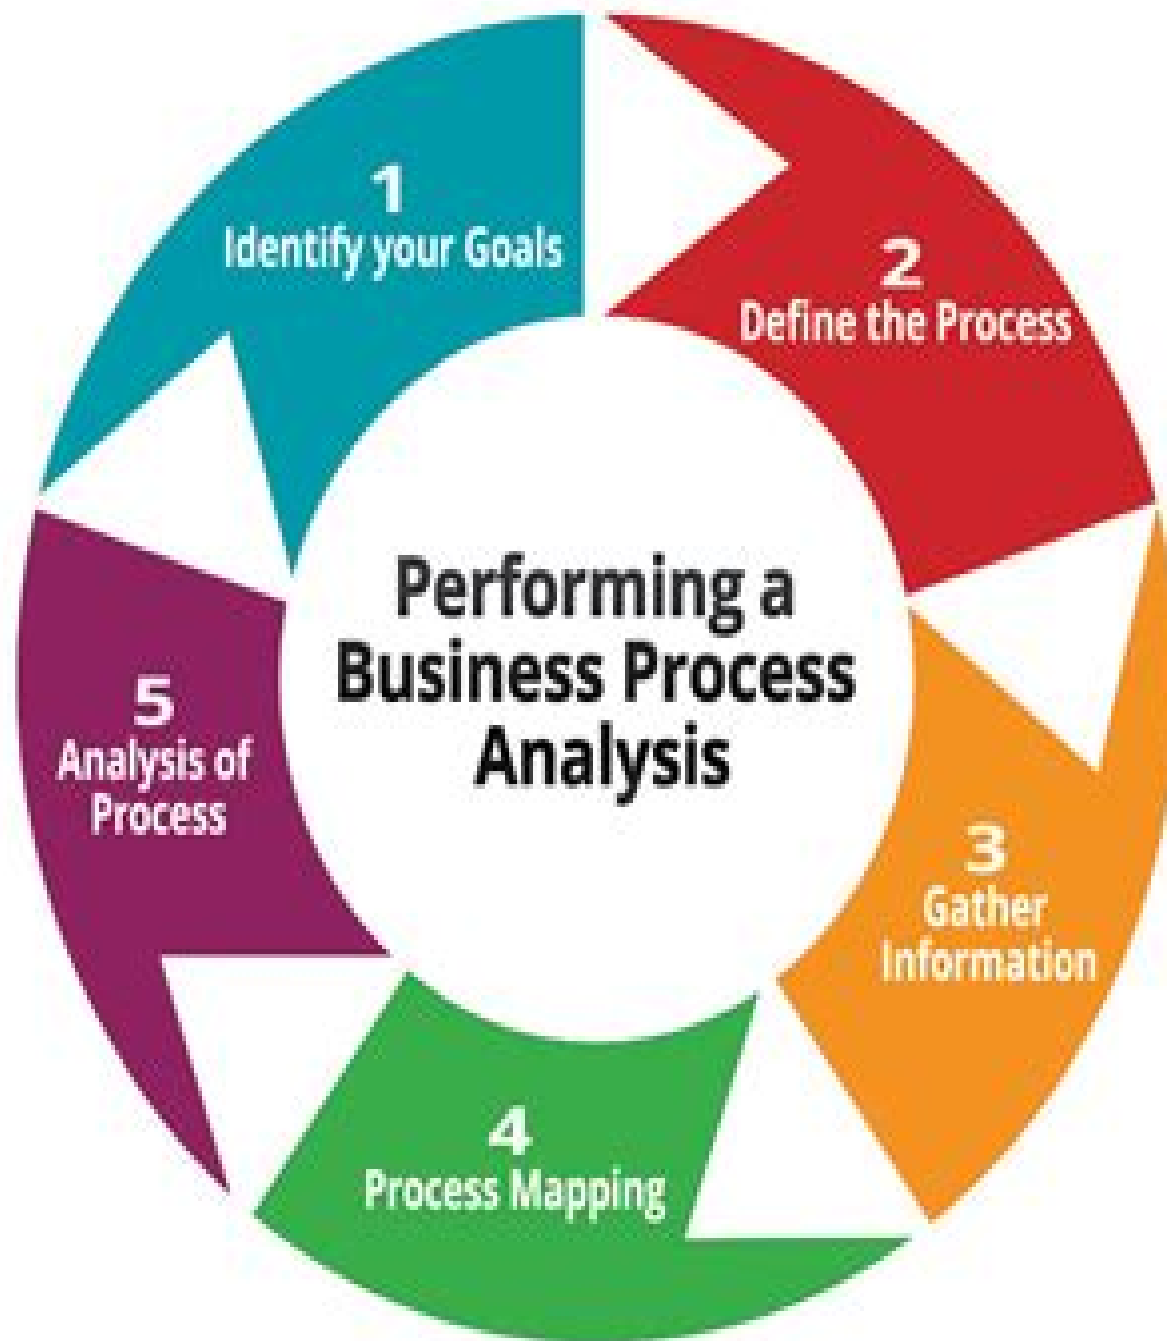 Performing a
Business Process
Analysis
1
Identify your Goals
2
Define the Process
3
Gather
Information
4
Process Mapping
5
Analysis of
Process